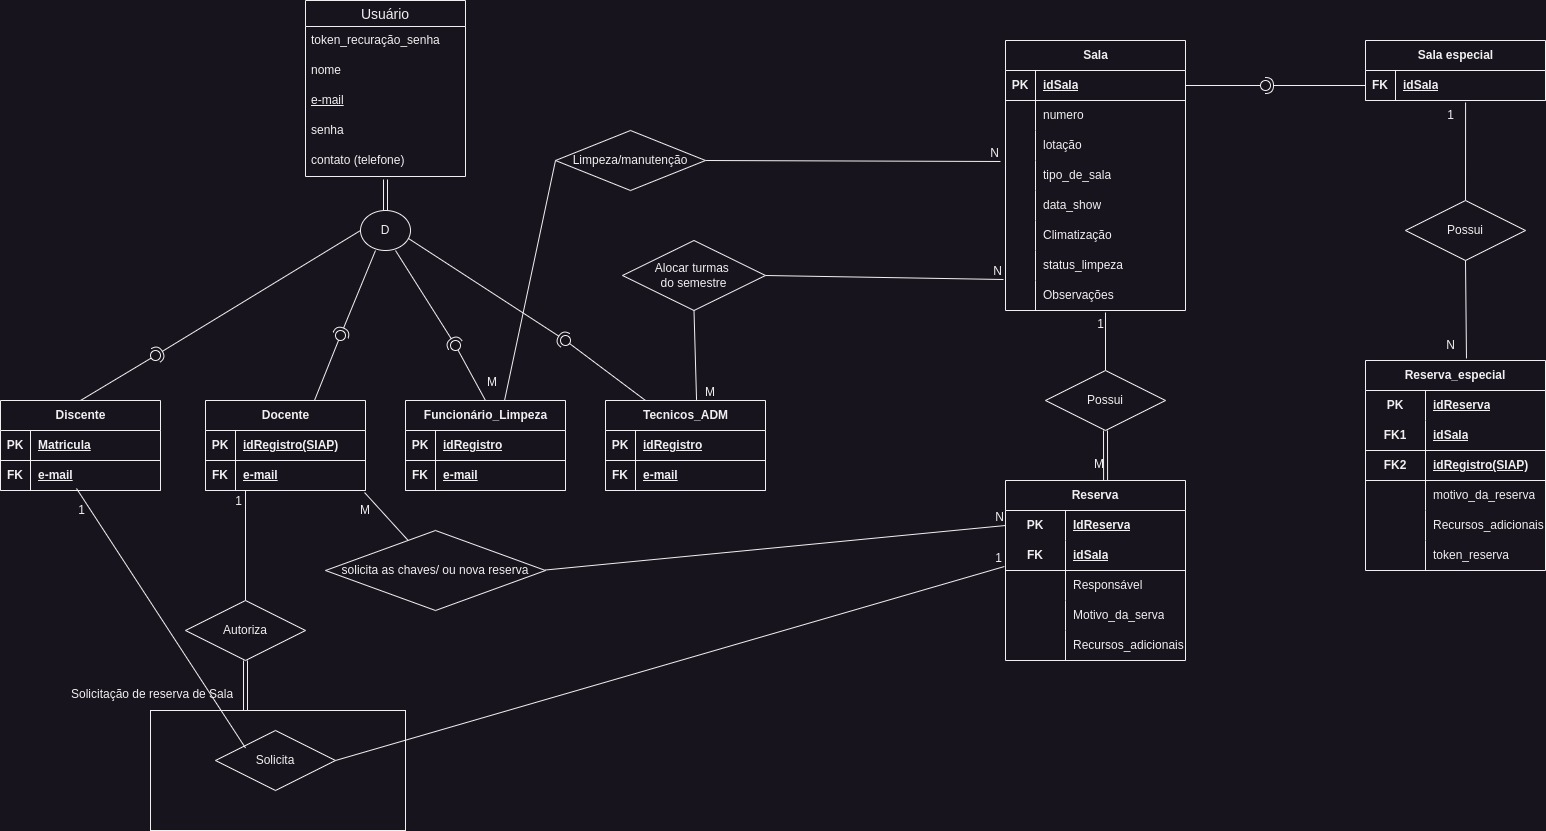 Usuário
token_recuração_senha
nome
e-mail
senha
contato (telefone)
D
Sala
PK idSala
numero
lotação
tipo_de_sala
data_show
Climatização
status_limpeza
Observações
Sala especial
FK idSala
1
Possui
N
Limpeza/manutenção
N
M
Alocar turmas
do semestre
N
M
1
Possui
M
Reserva_especial
PK idReserva
FK1 idSala
FK2 idRegistro(SIAP)
motivo_da_reserva
Recursos_adicionais
token_reserva
Discente
PK Matricula
FK e-mail
Docente
PK idRegistro(SIAP)
FK e-mail
Funcionário_Limpeza
PK idRegistro
FK e-mail
Tecnicos_ADM
PK idRegistro
FK e-mail
1
1
M
solicita as chaves/ ou nova reserva
N
1
Reserva
PK IdReserva
FK idSala
Responsável
Motivo_da_serva
Recursos_adicionais
Autoriza
Solicitação de reserva de Sala
Solicita